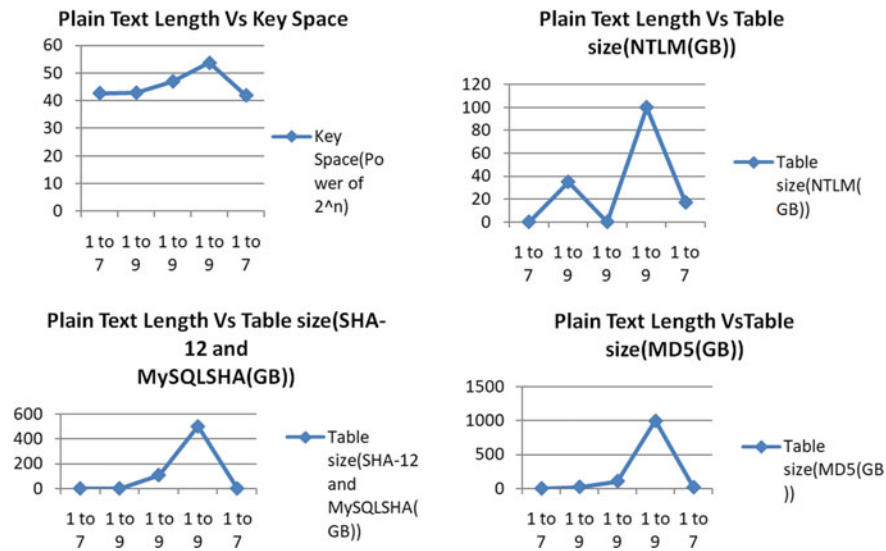 Plain Text Length Vs Key Space
60
50
40
30
20
10
0
1 to 1 to 1 to 1 to 1 to
7 9 9 9 7
Key
Space(Po
wer of
2^n)
Plain Text Length Vs Table
size(NTLM(GB))
120
100
80
60
40
20
0
1 to 1 to 1 to 1 to 1 to
7 9 9 9 7
Table
size(NTLM(
GB))
Plain Text Length Vs Table size(SHA-
12 and
MySQLSHA(GB))
600
400
200
0
1 to 1 to 1 to 1 to 1 to
7 9 9 9 7
Table
size(SHA-12
and
MySQLSHA(
GB))
Plain Text Length VsTable
size(MD5(GB))
1500
1000
500
0
1 to 1 to 1 to 1 to 1 to
7 9 9 9 7
Table
size(MD5(GB
))